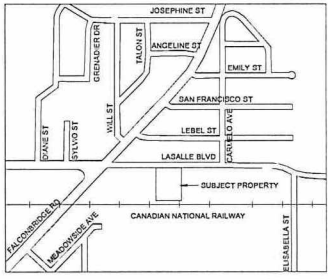 JOSEPHINE ST
GRENADIER DR
TALON ST
ANGELINE ST
EMILY ST
SAN FRANCISCO ST
DIANE ST
SYLVIO ST
WILL ST
LEBEL ST
CARMELO AVE
LASALLE BLVD
SUBJECT PROPERTY
CANADIAN NATIONAL RAILWAY
FALCONBRIDGE RD
MEADOWSIDE AVE
ELISABELLA ST